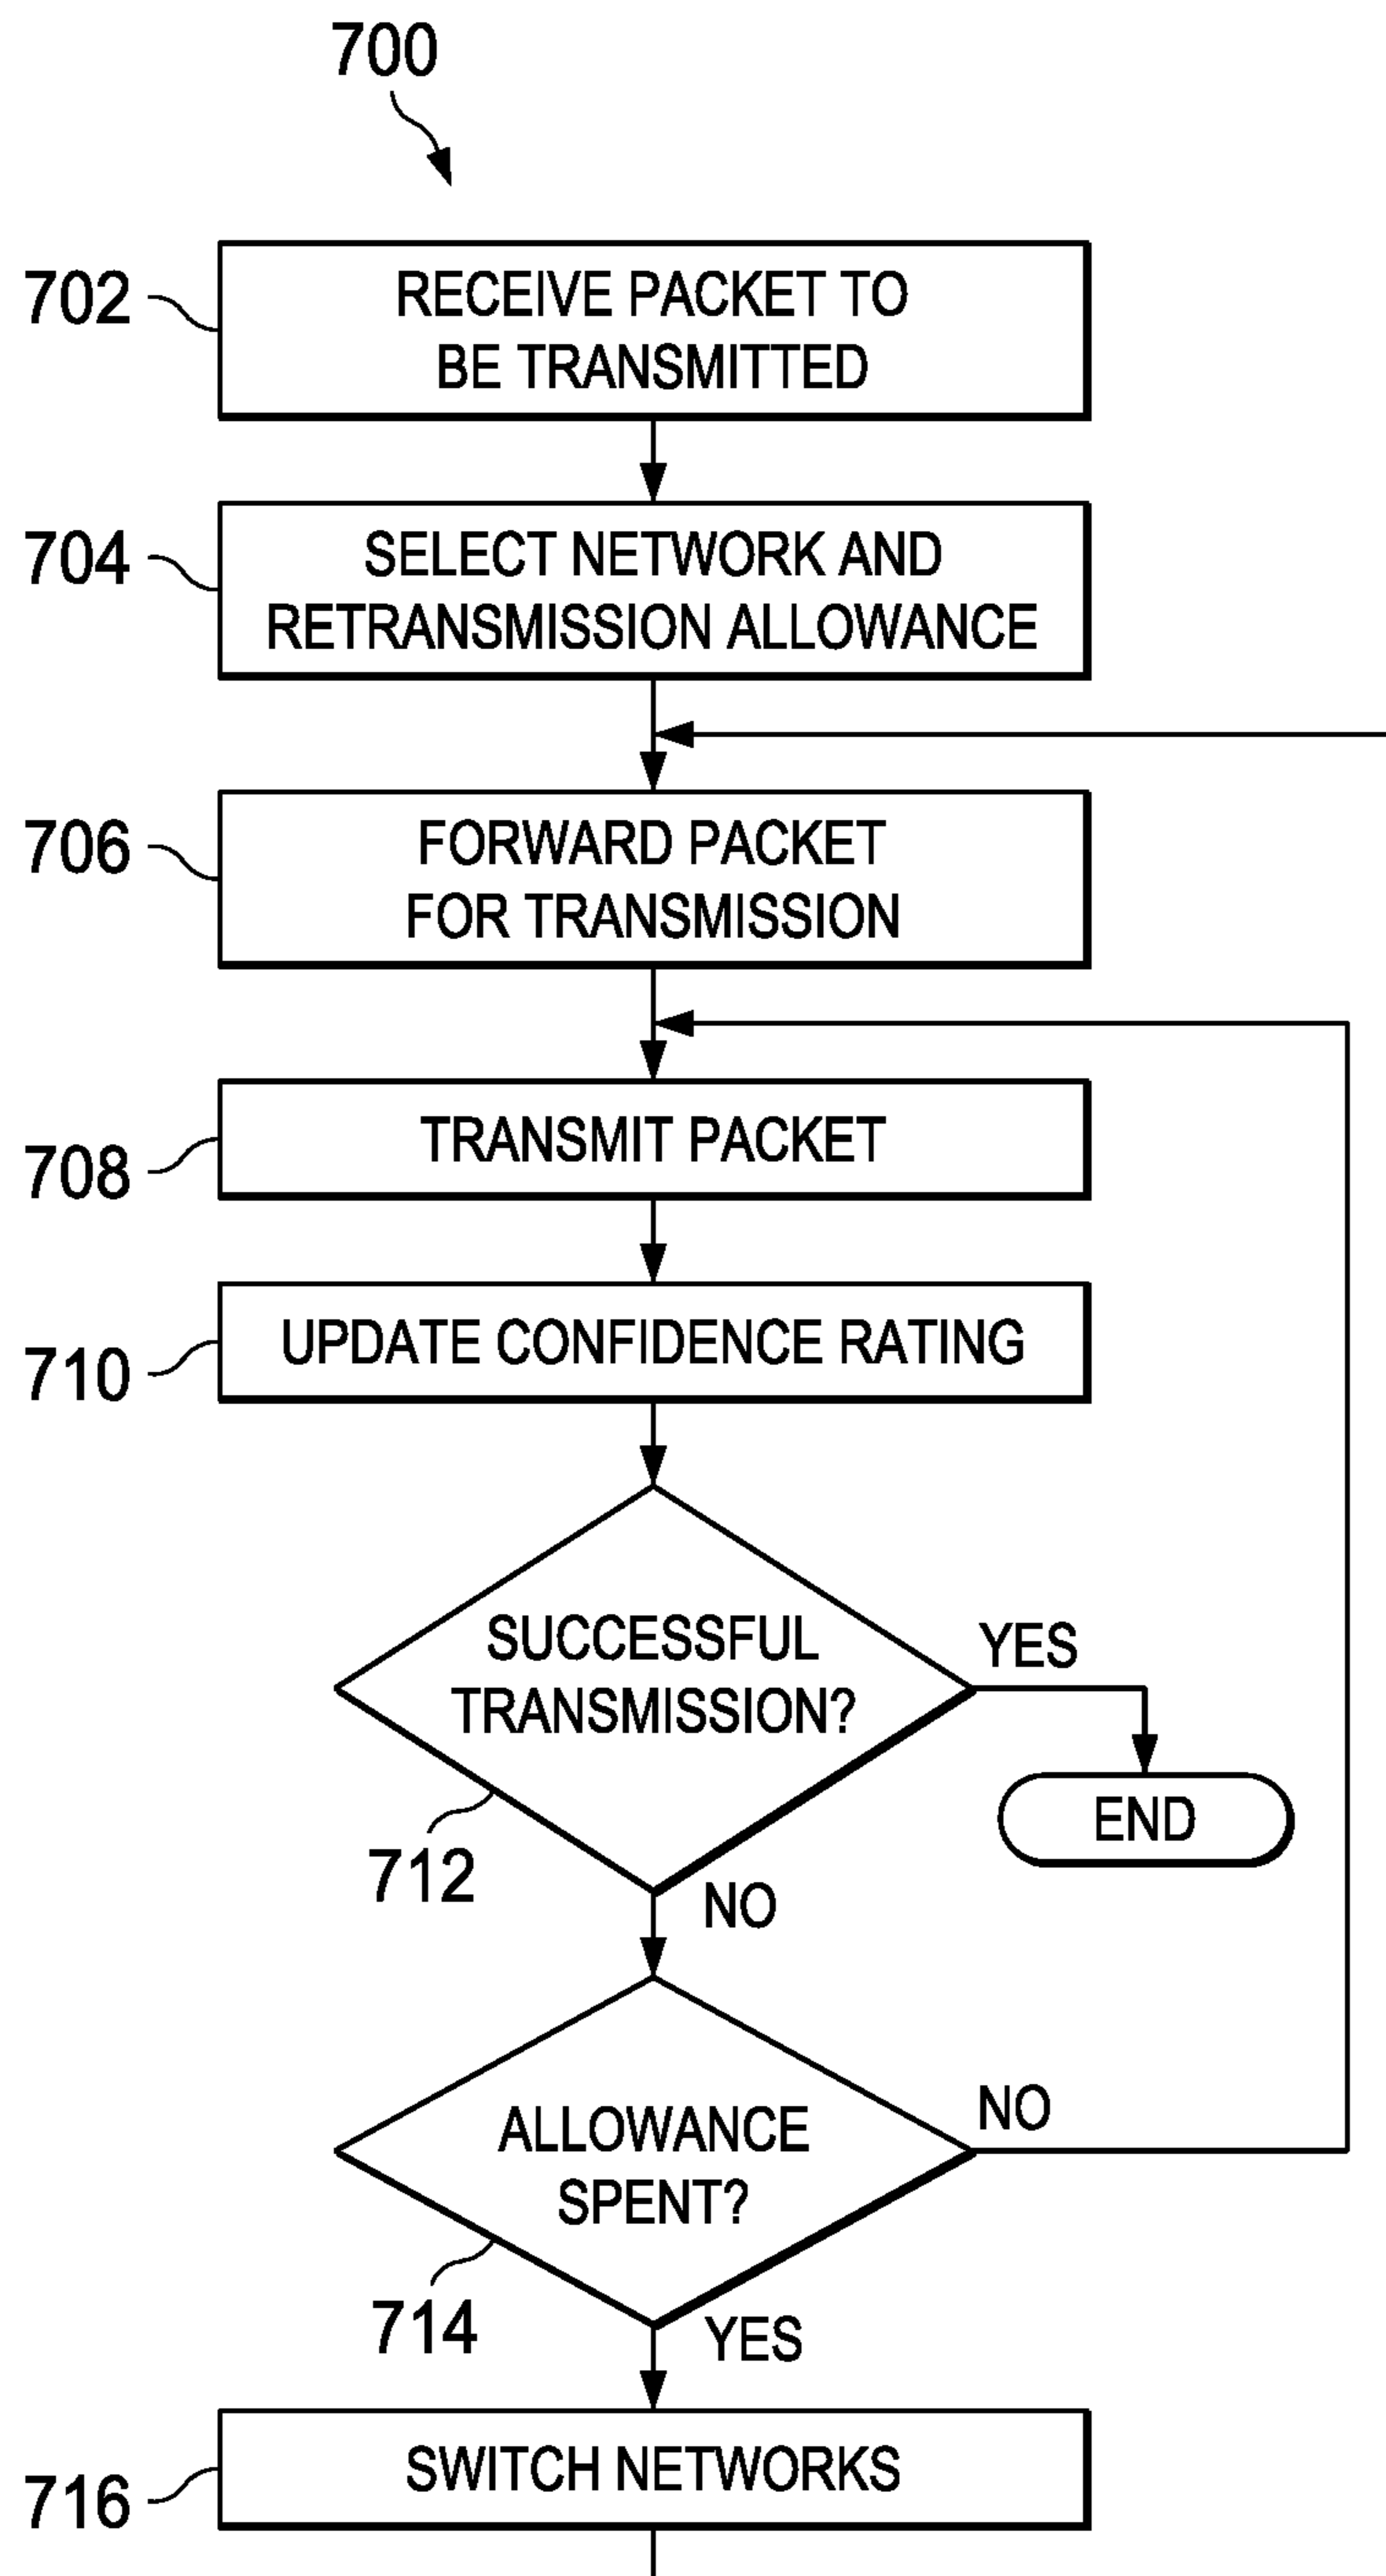 700
702
RECEIVE PACKET TO
BE TRANSMITTED
704
SELECT NETWORK AND
RETRANSMISSION ALLOWANCE
706
FORWARD PACKET
FOR TRANSMISSION
708
TRANSMIT PACKET
710
UPDATE CONFIDENCE RATING
SUCCESSFUL
TRANSMISSION?
YES
END
712
NO
ALLOWANCE
SPENT?
NO
714
YES
716
SWITCH NETWORKS